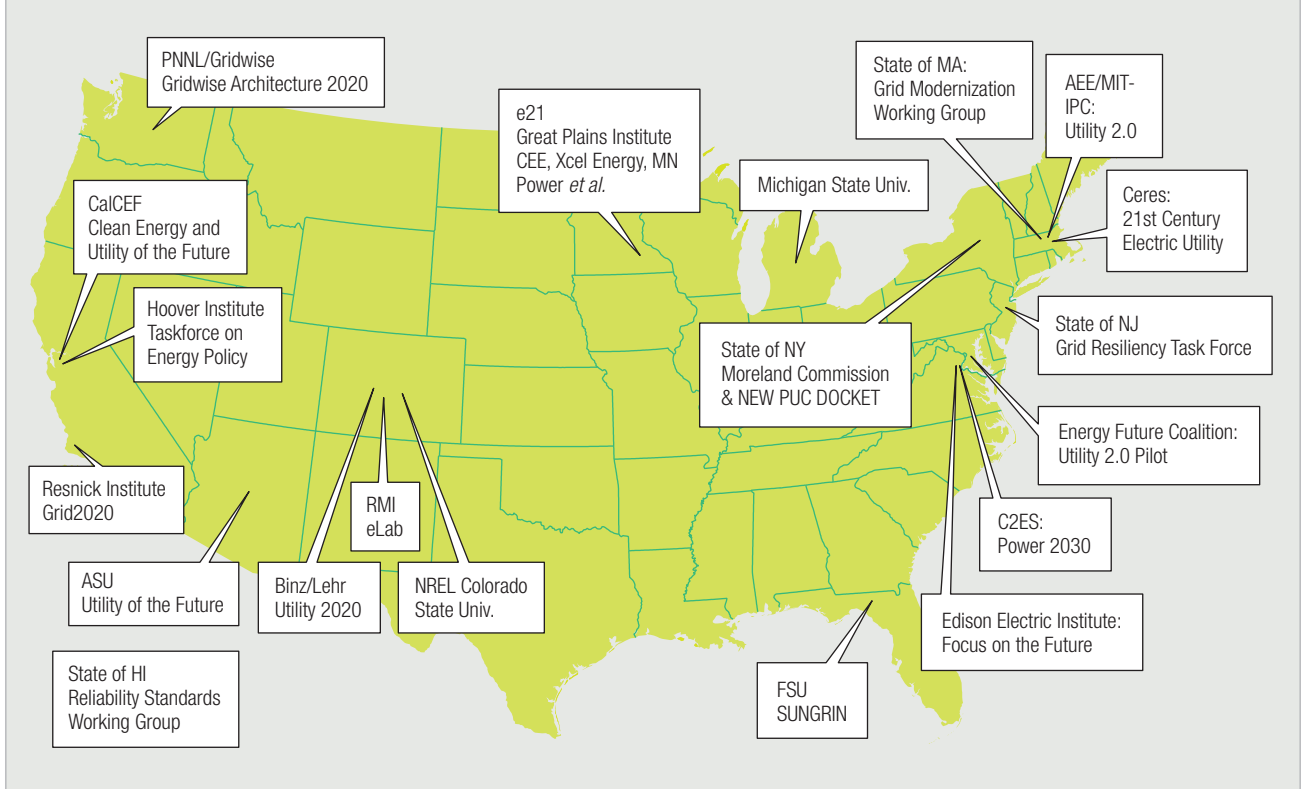 PNNL/Gridwise
Gridwise Architecture 2020
e21
Great Plains Institute
CEE, Xcel Energy, MN
Power et al.
State of MA:
Grid Modernization
Working Group
AEE/MIT-
IPC:
Utility 2.0
Michigan State Univ.
CalCEF
Clean Energy and
Utility of the Future
Ceres:
21st Century
Electric Utility
Hoover Institute
Taskforce on
Energy Policy
State of NY
Moreland Commission
& NEW PUC DOCKET
State of NJ
Grid Resiliency Task Force
Energy Future Coalition:
Utility 2.0 Pilot
Resnick Institute
Grid2020
RMI
eLab
C2ES:
Power 2030
ASU
Utility of the Future
Binz/Lehr
Utility 2020
NREL Colorado
State Univ.
Edison Electric Institute:
Focus on the Future
State of HI
Reliability Standards
Working Group
FSU
SUNGRIN